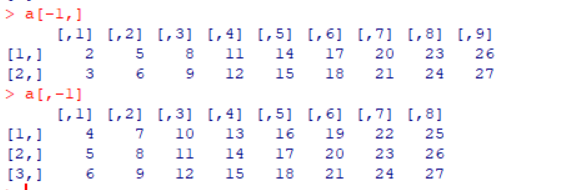 > a[-1,]
     [,1] [,2] [,3] [,4] [,5] [,6] [,7] [,8] [,9]
[1,]    2    5    8   11   14   17   20   23   26
[2,]    3    6    9   12   15   18   21   24   27
> a[,-1]
     [,1] [,2] [,3] [,4] [,5] [,6] [,7] [,8]
[1,]    4    7   10   13   16   19   22   25
[2,]    5    8   11   14   17   20   23   26
[3,]    6    9   12   15   18   21   24   27